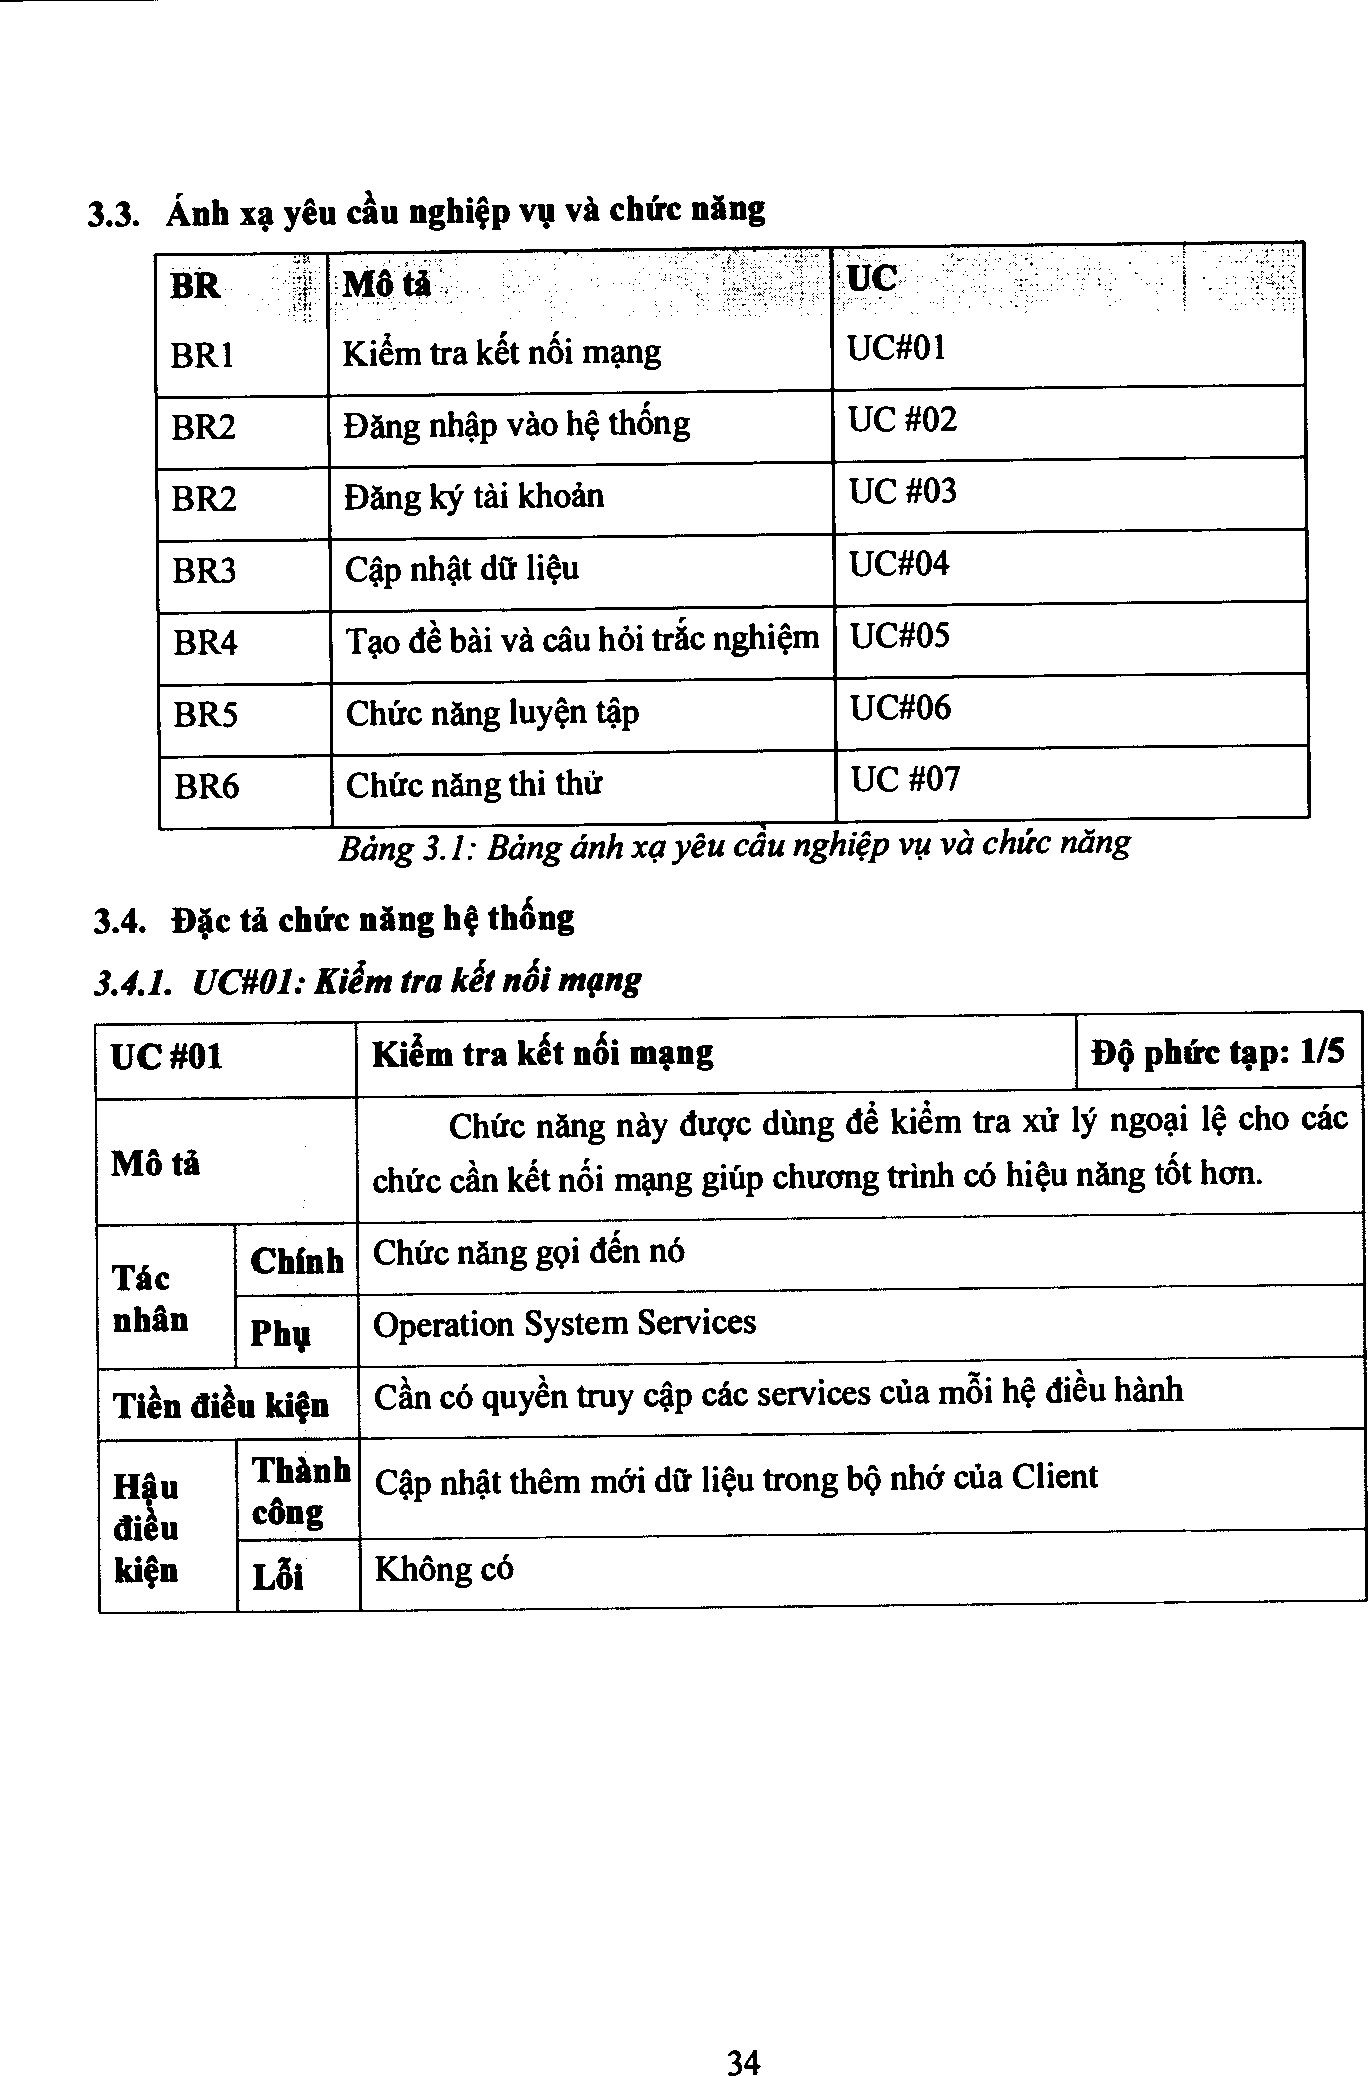 3.3. Ánh xạ yêu cầu nghiệp vụ và chức năng
BR Mô tả UC
BR1 Kiểm tra kết nối mạng UC#01
BR2 Đăng nhập vào hệ thống UC #02
BR2 Đăng ký tài khoản UC #03
BR3 Cập nhật dữ liệu UC#04
BR4 Tạo đề bài và câu hỏi trắc nghiệm UC#05
BR5 Chức năng luyện tập UC#06
BR6 Chức năng thi thử UC #07
Bảng 3.1: Bảng ánh xạ yêu cầu nghiệp vụ và chức năng
3.4. Đặc tả chức năng hệ thống
3.4.1. UC#01: Kiểm tra kết nối mạng
UC #01 Kiểm tra kết nối mạng Độ phức tạp: 1/5
Mô tả
Chức năng này được dùng để kiểm tra xử lý ngoại lệ cho các
chức cần kết nối mạng giúp chương trình có hiệu năng tốt hơn.
Tác
nhân
Chính Chức năng gọi đến nó
Phụ Operation System Services
Tiền điều kiện Cần có quyền truy cập các services của mỗi hệ điều hành
Hậu
điều
kiện
Thành
công
Cập nhật thêm mới dữ liệu trong bộ nhớ của Client
Lỗi Không có
34